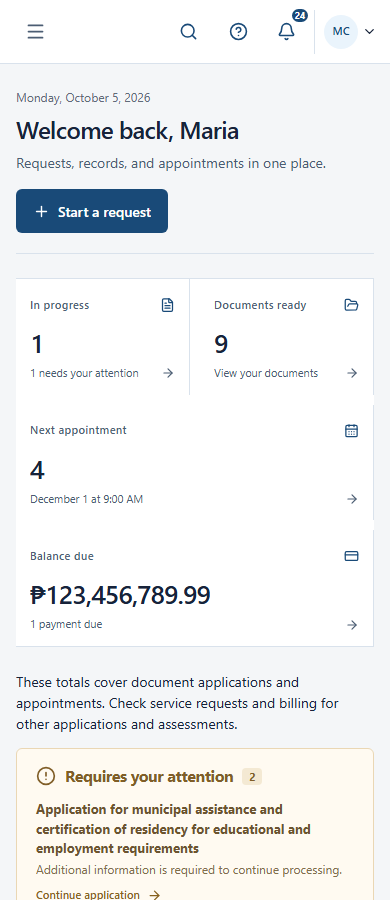 24
MC
Monday, October 5, 2026
Welcome back, Maria
Requests, records, and appointments in one place.
Start a request
In progress
1
1 needs your attention
Documents ready
9
View your documents
Next appointment
4
December 1 at 9:00 AM
Balance due
₱123,456,789.99
1 payment due
These totals cover document applications and
appointments. Check service requests and billing for
other applications and assessments.
Requires your attention 2
Application for municipal assistance and
certification of residency for educational and
employment requirements
Additional information is required to continue processing.
Continue application